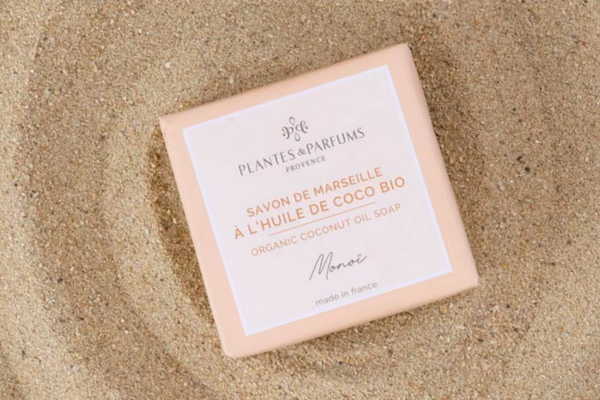 PLANTES & PARFUMS
PROVENCE
SAVON DE MARSEILLE
À L'HUILE DE COCO BIO
ORGANIC COCONUT OIL SOAP
Monoï
made in france